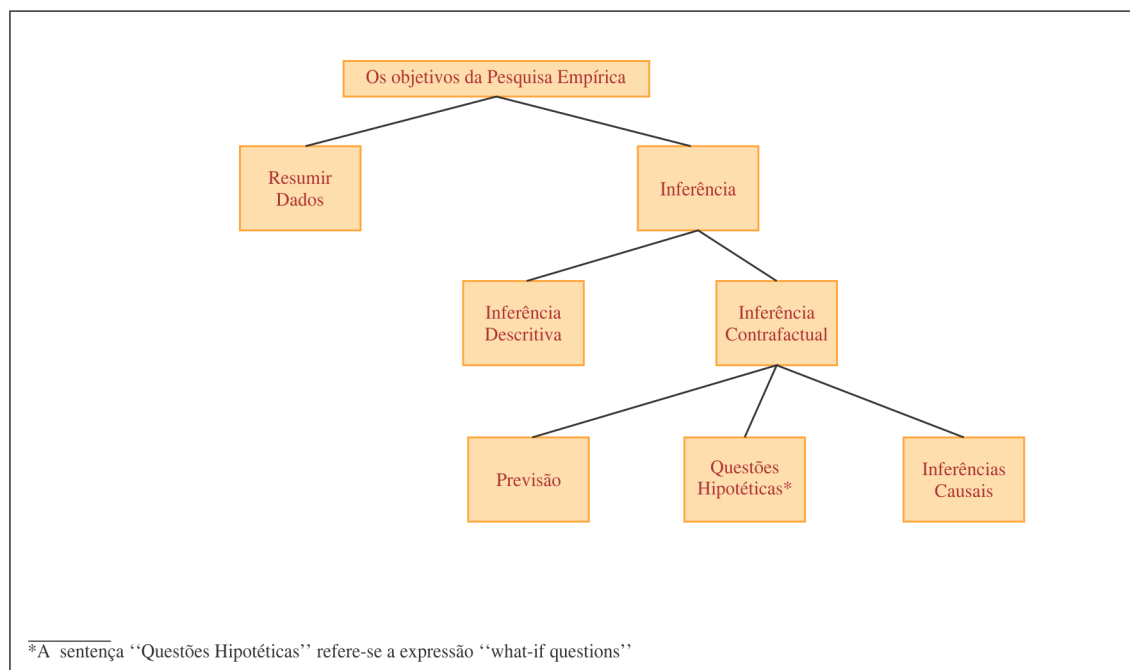 Os objetivos da Pesquisa Empírica
Resumir
Dados
Inferência
Inferência
Descritiva
Inferência
Contrafactual
Previsão
Questões
Hipotéticas*
Inferências
Causais
*A sentença ‘‘Questões Hipotéticas’’ refere-se a expressão ‘‘what-if questions’’